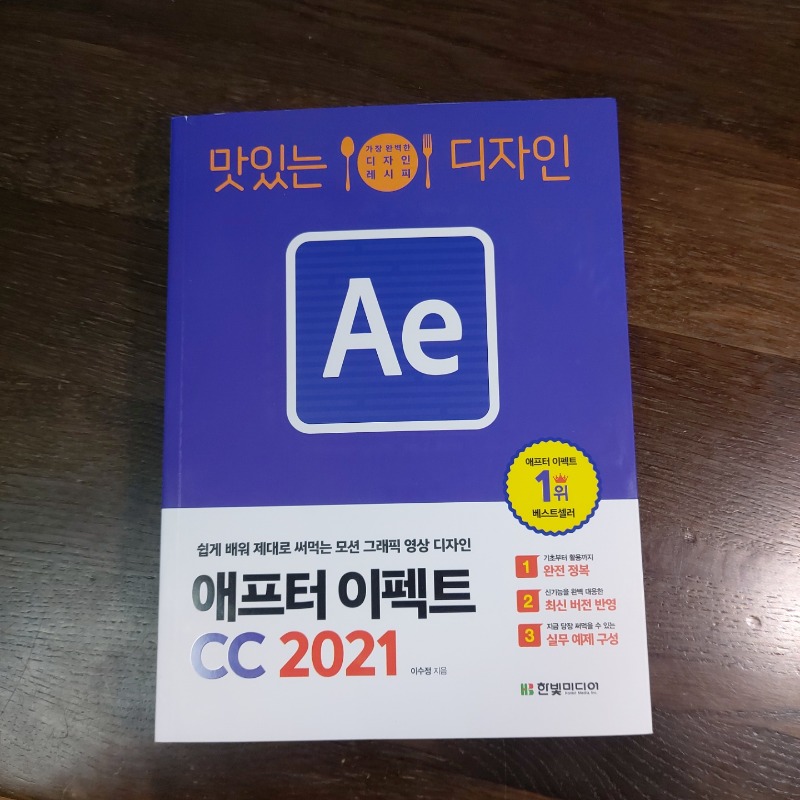 맛있는
가장 완벽한
디자인
레시피
디자인
Ae
애프터 이펙트
1위
베스트셀러
쉽게 배워 제대로 써먹는 모션 그래픽 영상 디자인
애프터 이펙트
CC 2021
이수정 지음
1 기초부터 활용까지
완전 정복
2 신기능을 완벽 대응한
최신 버전 반영
3 지금 당장 써먹을 수 있는
실무 예제 구성
HB 한빛미디어
Hanbit Media, Inc.